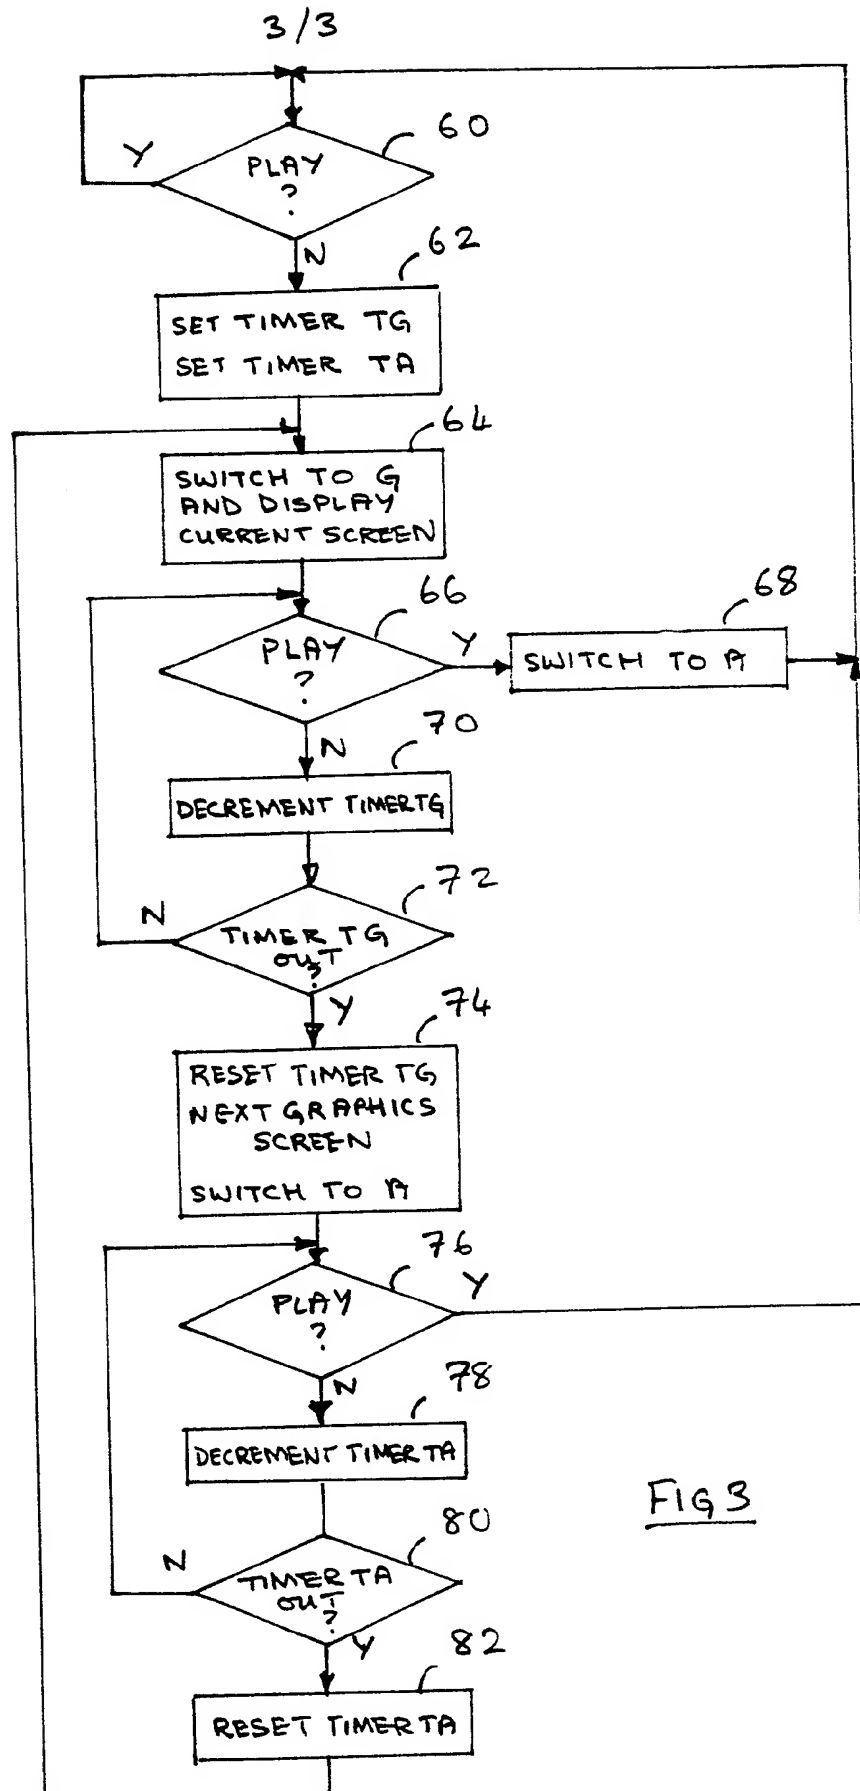 3/3
60
Y
PLAY
?
N
62
SET TIMER TG
SET TIMER TA
64
SWITCH TO G
AND DISPLAY
CURRENT SCREEN
66
68
PLAY
?
Y
SWITCH TO A
N
70
DECREMENT TIMER TG
72
N
TIMER TG
OUT
?
Y
74
RESET TIMER TG
NEXT GRAPHICS
SCREEN
SWITCH TO A
76
Y
PLAY
?
N
78
DECREMENT TIMER TA
FIG 3
80
N
TIMER TA
OUT
?
Y
82
RESET TIMER TA